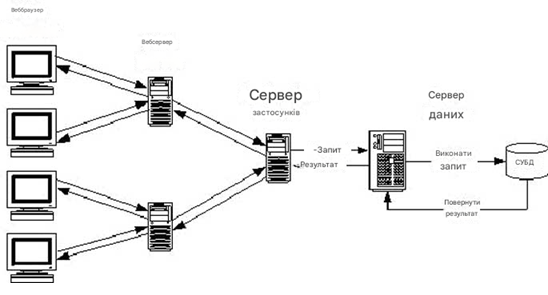 Веббраузер
Вебсервер
Сервер
застосунків
Сервер
даних
-Запит
Результат
Виконати
запит
СУБД
Повернути
результат